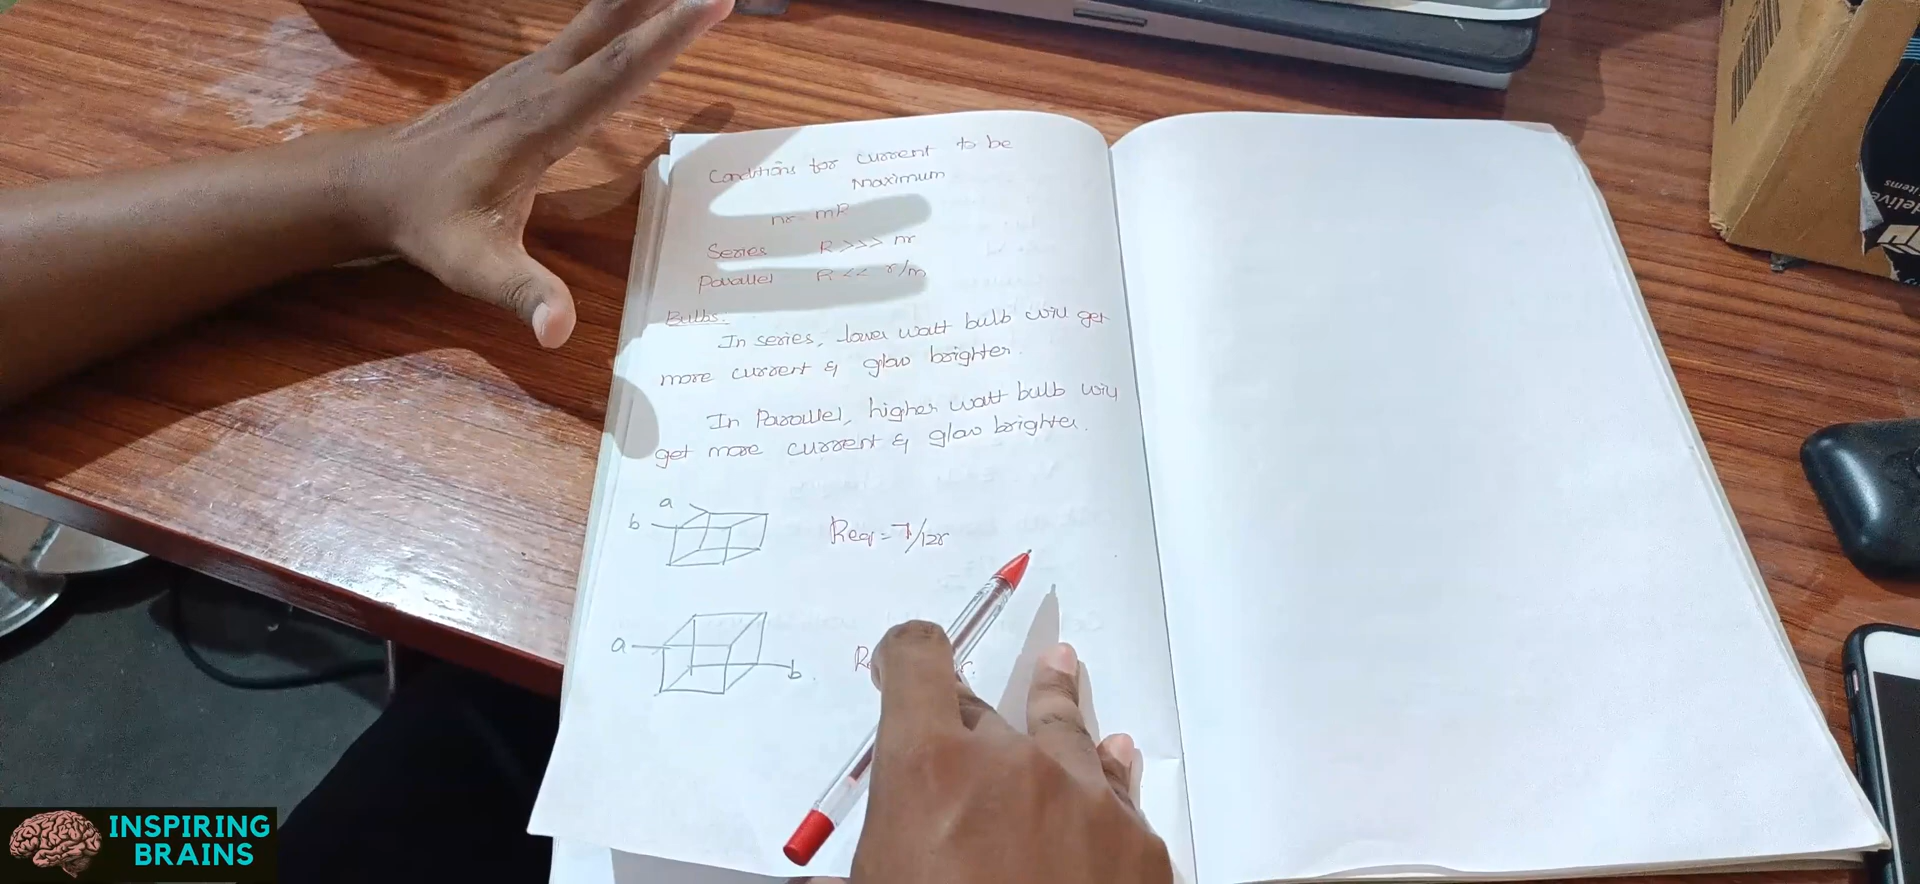 Conditions for current to be
Maximum
nr = mR
Series R >>> nr
Parallel R << r/m
Bulbs.
In series, lower watt bulb will get
more current & glow brighter.
In Parallel, higher watt bulb will
get more current & glow brighter.
a
b
Req = 7/12r
a
b
r.
INSPIRING
BRAINS